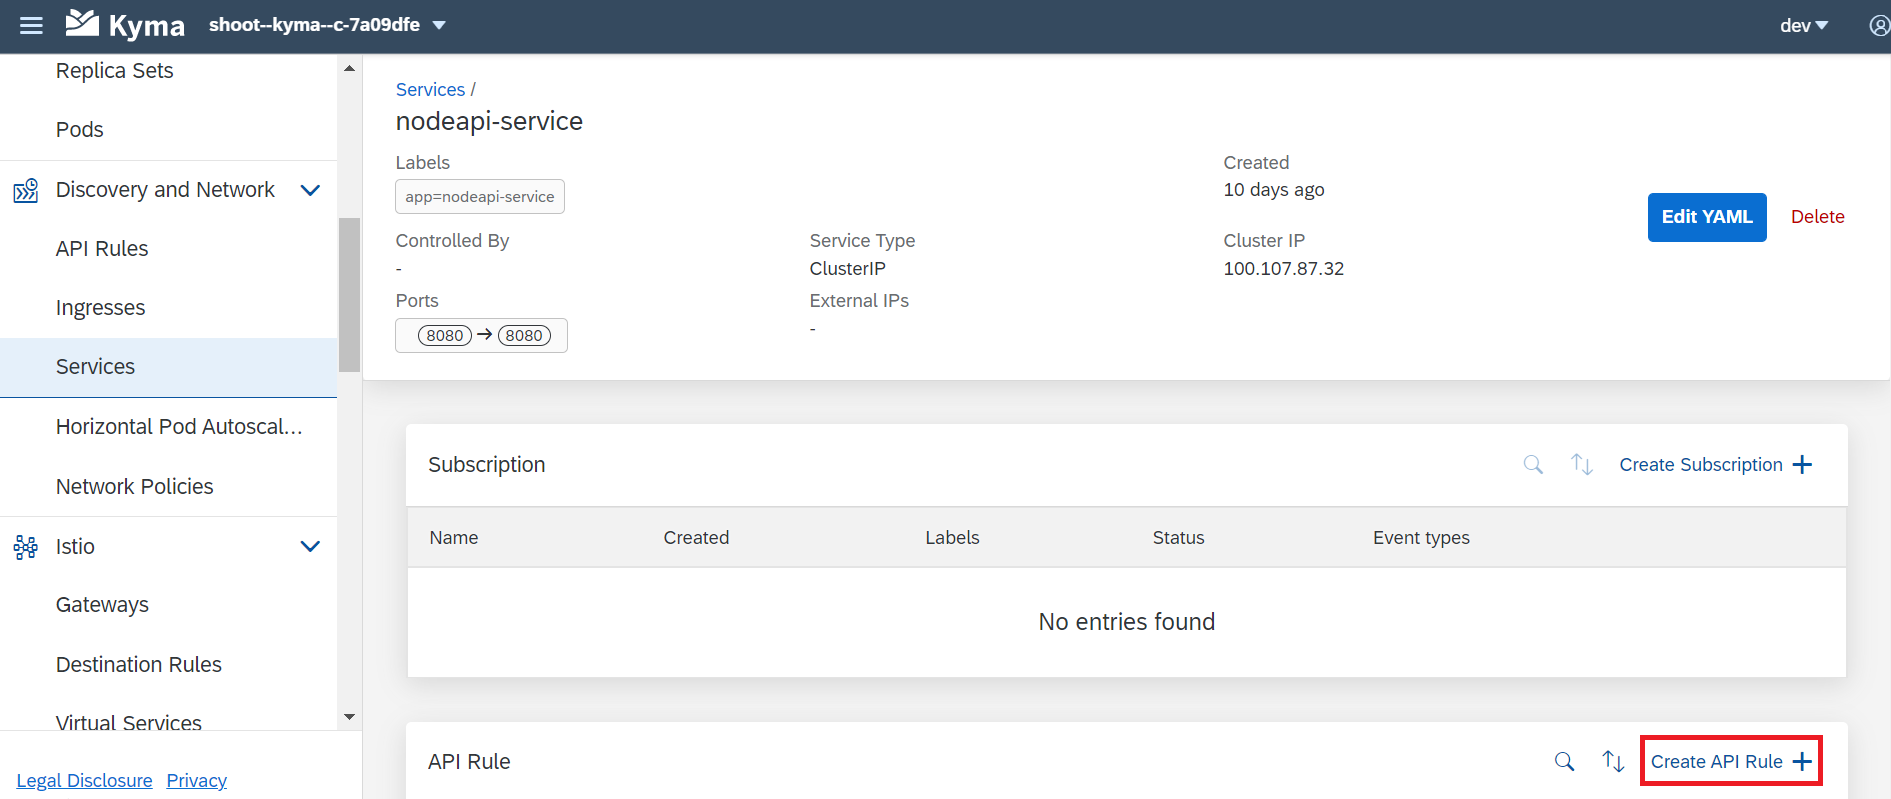 Kyma
shoot--kyma--c-7a09dfe
dev
Replica Sets
Pods
Discovery and Network
API Rules
Ingresses
Services
Horizontal Pod Autoscal...
Network Policies
Istio
Gateways
Destination Rules
Virtual Services
Legal Disclosure Privacy
Services /
nodeapi-service
Labels
app=nodeapi-service
Created
10 days ago
Edit YAML
Delete
Controlled By
-
Service Type
ClusterIP
Cluster IP
100.107.87.32
Ports
8080 → 8080
External IPs
-
Subscription
Create Subscription +
Name Created Labels Status Event types
No entries found
API Rule
Create API Rule +